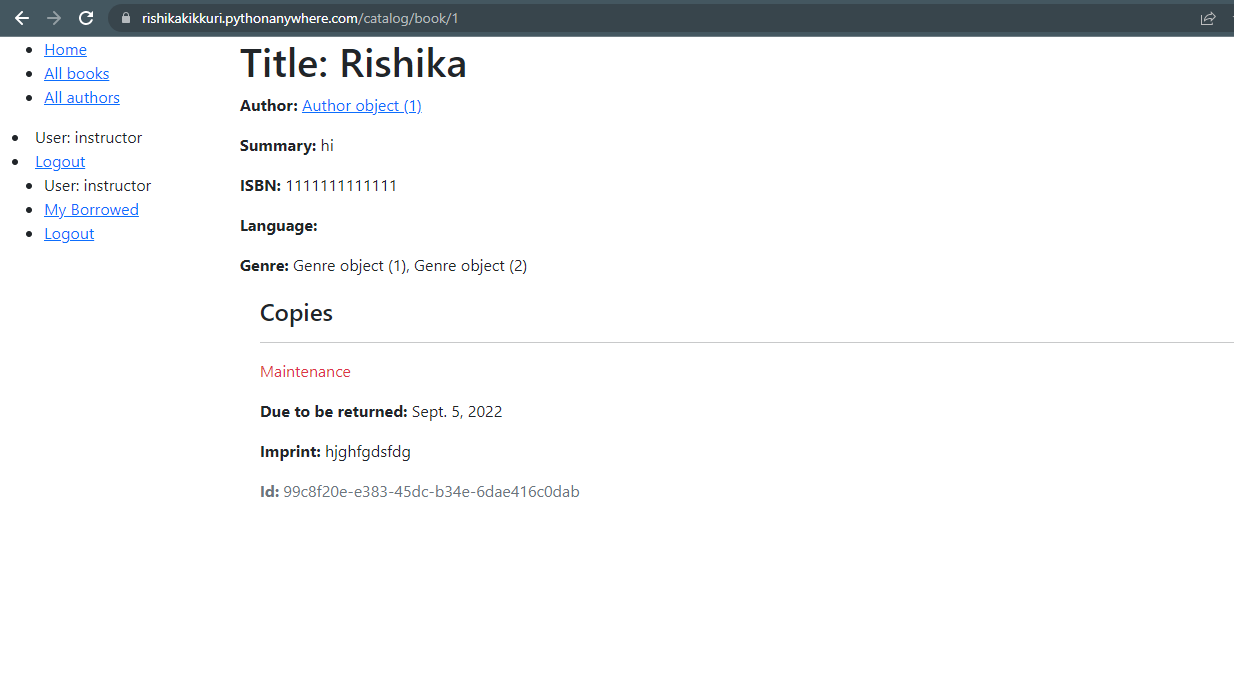 rishikakikkuri.pythonanywhere.com/catalog/book/1
Home
All books
All authors
User: instructor
Logout
User: instructor
My Borrowed
Logout
Title: Rishika
Author: Author object (1)
Summary: hi
ISBN: 1111111111111
Language:
Genre: Genre object (1), Genre object (2)
Copies
Maintenance
Due to be returned: Sept. 5, 2022
Imprint: hjghfgdsfdg
Id: 99c8f20e-e383-45dc-b34e-6dae416c0dab